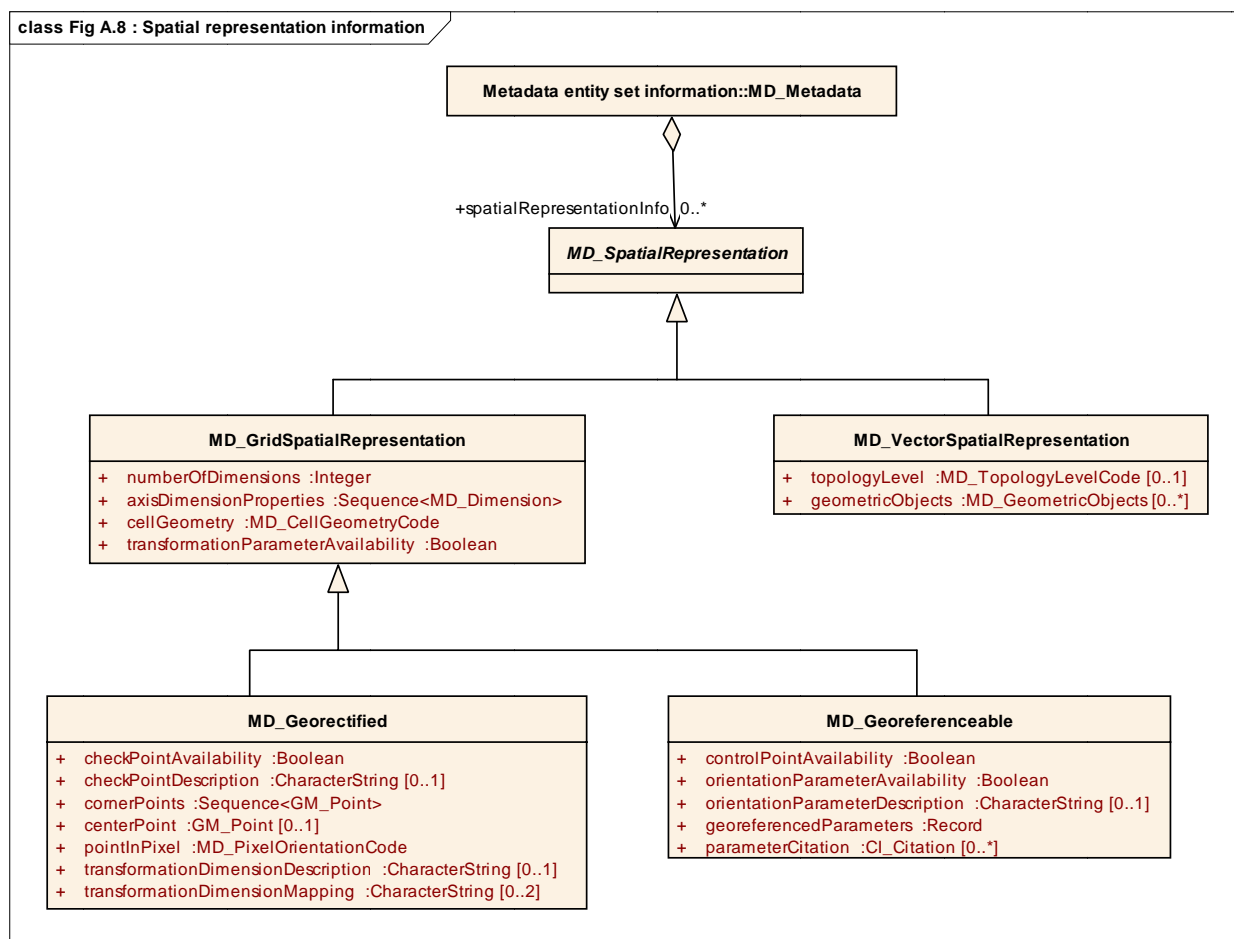 class Fig A.8 : Spatial representation information
Metadata entity set information::MD_Metadata
+spatialRepresentationInfo 0..*
MD_SpatialRepresentation
MD_GridSpatialRepresentation
+ numberOfDimensions :Integer
+ axisDimensionProperties :Sequence<MD_Dimension>
+ cellGeometry :MD_CellGeometryCode
+ transformationParameterAvailability :Boolean
MD_VectorSpatialRepresentation
+ topologyLevel :MD_TopologyLevelCode [0..1]
+ geometricObjects :MD_GeometricObjects [0..*]
MD_Georectified
+ checkPointAvailability :Boolean
+ checkPointDescription :CharacterString [0..1]
+ cornerPoints :Sequence<GM_Point>
+ centerPoint :GM_Point [0..1]
+ pointInPixel :MD_PixelOrientationCode
+ transformationDimensionDescription :CharacterString [0..1]
+ transformationDimensionMapping :CharacterString [0..2]
MD_Georeferenceable
+ controlPointAvailability :Boolean
+ orientationParameterAvailability :Boolean
+ orientationParameterDescription :CharacterString [0..1]
+ georeferencedParameters :Record
+ parameterCitation :CI_Citation [0..*]